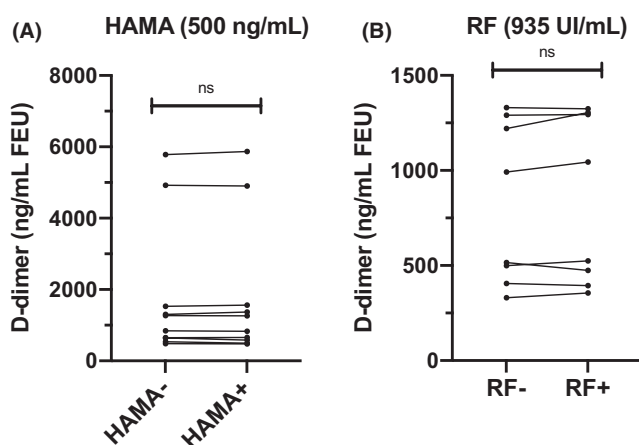 (A) HAMA (500 ng/mL)
ns
D-dimer (ng/mL FEU)
8000
6000
4000
2000
0
HAMA-
HAMA+
(B) RF (935 UI/mL)
ns
D-dimer (ng/mL FEU)
1500
1000
500
0
RF-
RF+